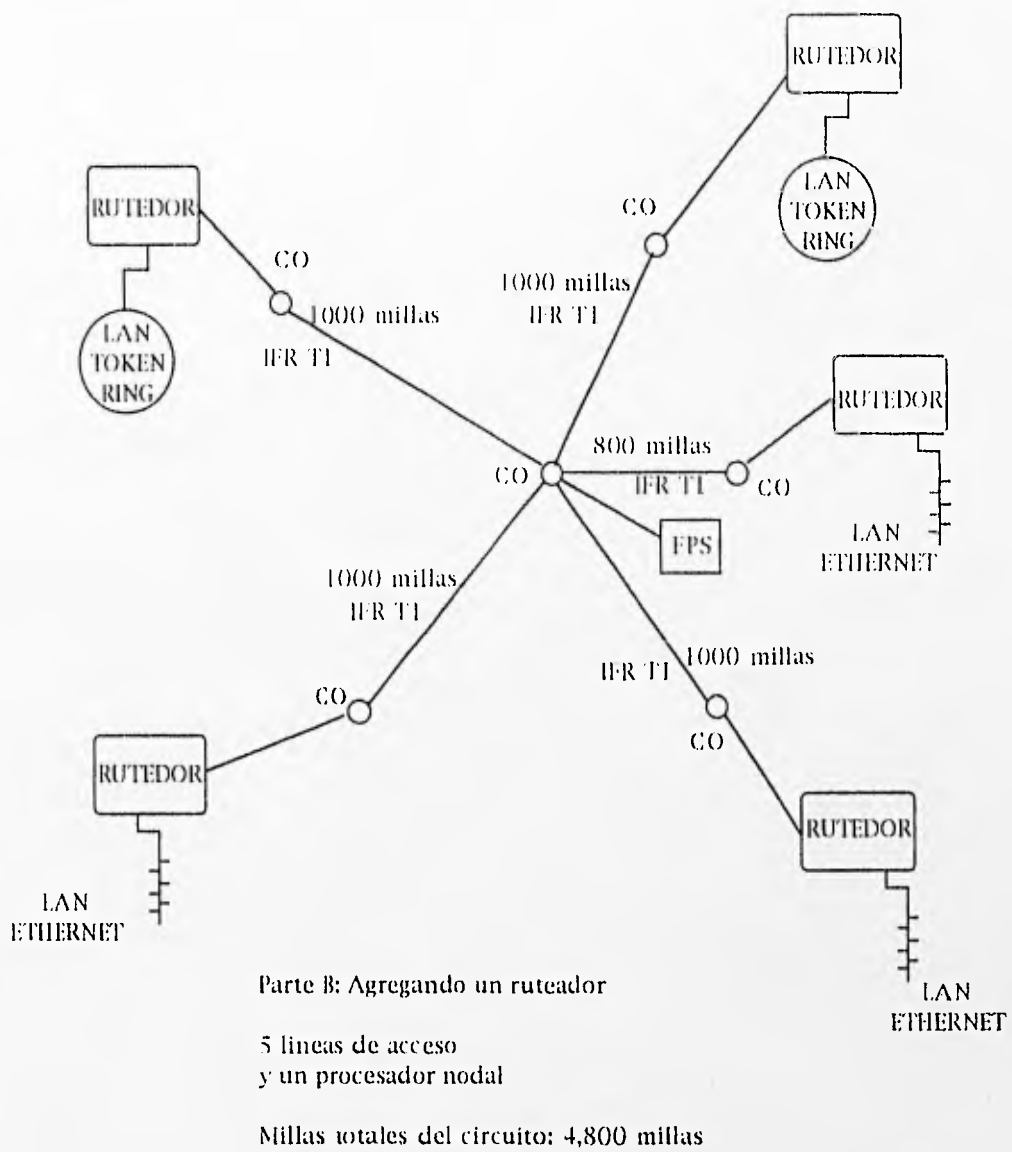 RUTEDOR
LAN
TOKEN
RING
CO
1000 millas
IFR T1
RUTEDOR
LAN
TOKEN
RING
CO
1000 millas
IFR T1
RUTEDOR
LAN
ETHERNET
800 millas
IFR T1
CO
CO
FPS
1000 millas
IFR T1
CO
RUTEDOR
LAN
ETHERNET
IFR T1
1000 millas
CO
RUTEDOR
LAN
ETHERNET
Parte B: Agregando un ruteador
5 lineas de acceso
y un procesador nodal
Millas totales del circuito: 4,800 millas